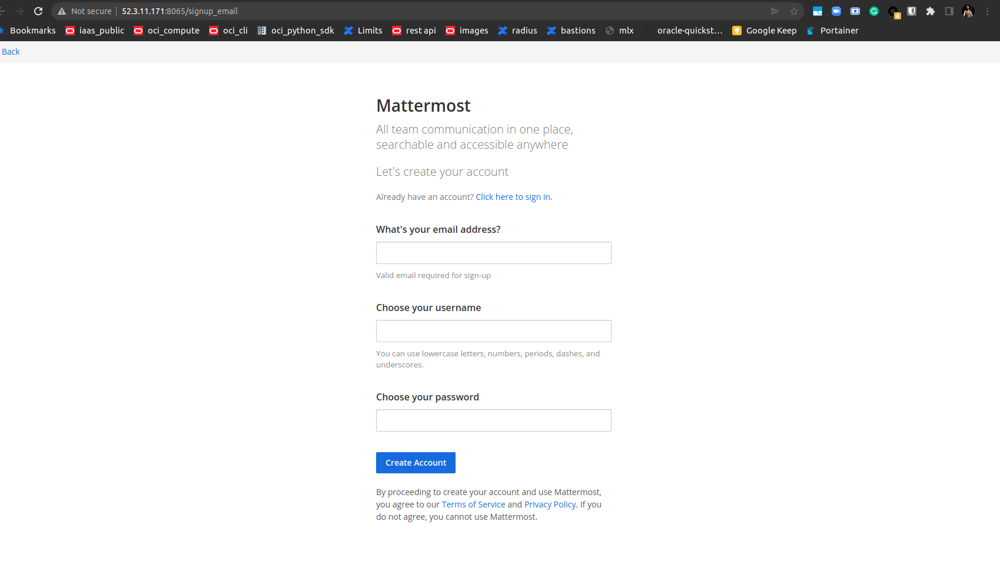 Not secure | 52.3.11.171:8065/signup_email
4
Bookmarks iaas_public oci_compute oci_cli oci_python_sdk Limits rest api images radius bastions mlx oracle-quickst... Google Keep Portainer
Back
Mattermost
All team communication in one place,
searchable and accessible anywhere
Let's create your account
Already have an account? Click here to sign in.
What's your email address?
Valid email required for sign-up
Choose your username
You can use lowercase letters, numbers, periods, dashes, and
underscores.
Choose your password
Create Account
By proceeding to create your account and use Mattermost,
you agree to our Terms of Service and Privacy Policy. If you
do not agree, you cannot use Mattermost.